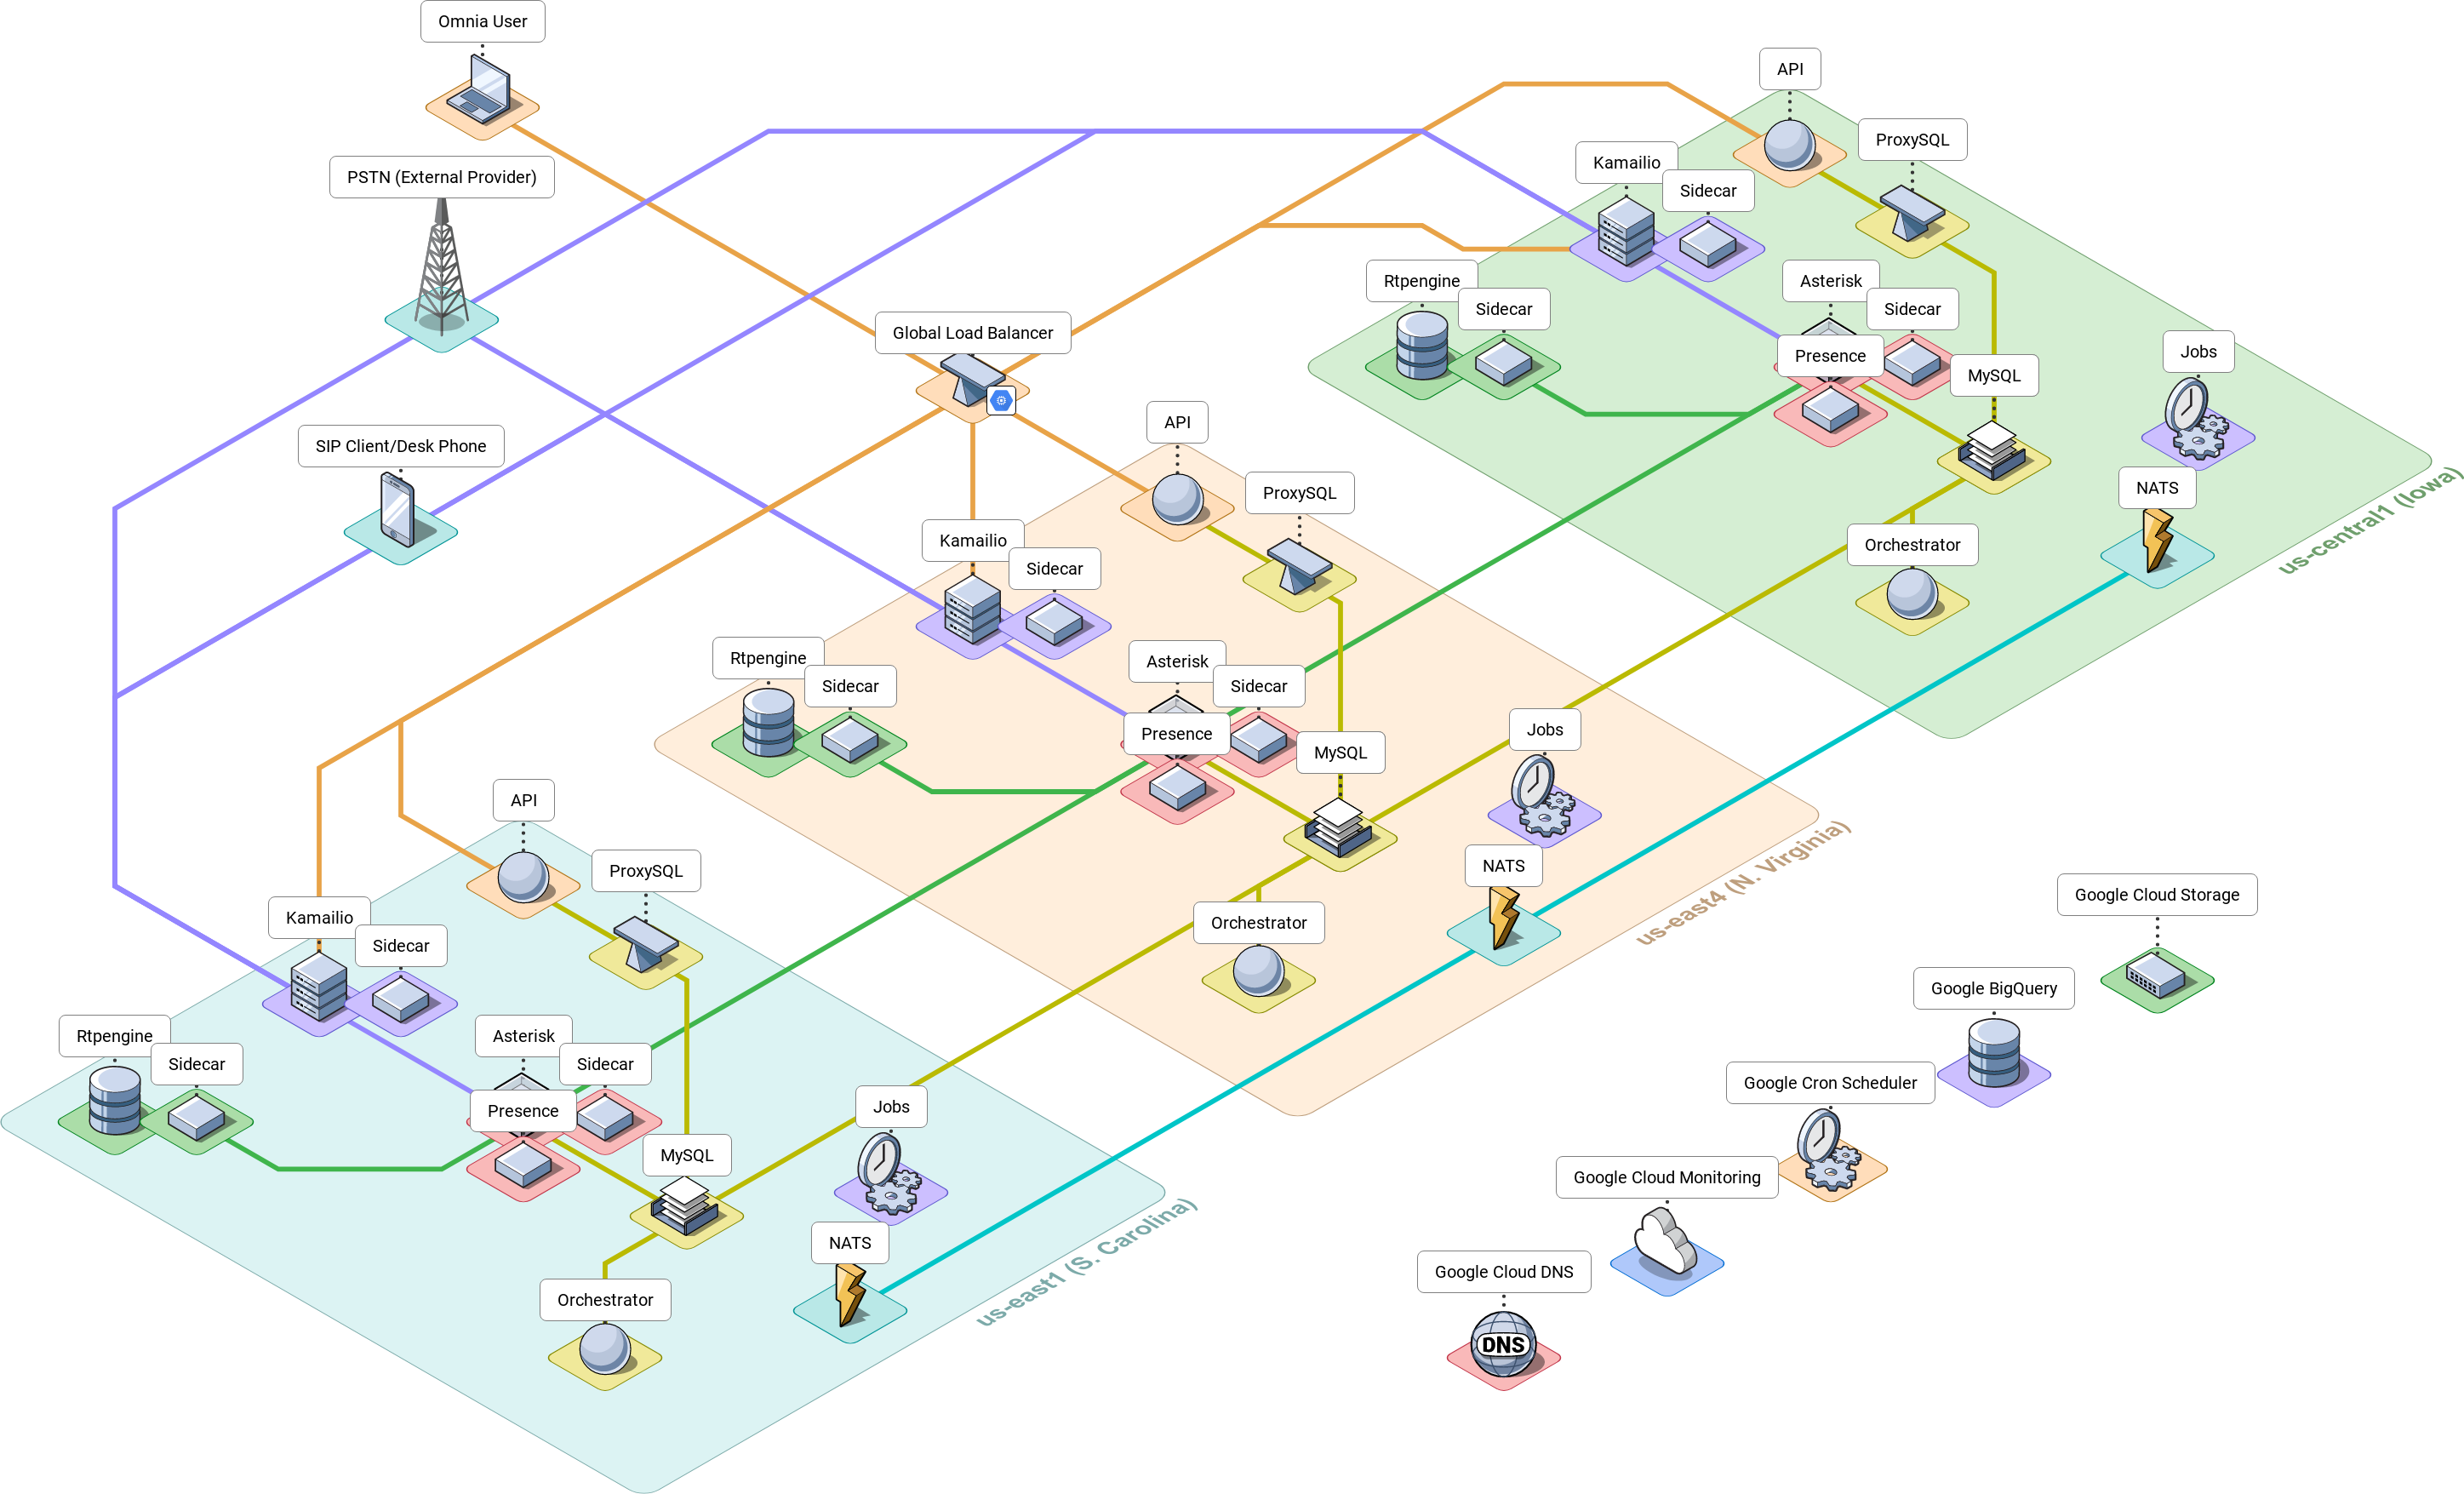 Omnia User
PSTN (External Provider)
SIP Client/Desk Phone
Global Load Balancer
API
ProxySQL
Kamailio
Sidecar
Rtpengine
Sidecar
Asterisk
Sidecar
Presence
MySQL
Jobs
NATS
Orchestrator
us-central1 (Iowa)
API
ProxySQL
Kamailio
Sidecar
Rtpengine
Sidecar
Asterisk
Sidecar
Presence
MySQL
Jobs
NATS
Orchestrator
us-east4 (N. Virginia)
API
ProxySQL
Kamailio
Sidecar
Rtpengine
Sidecar
Asterisk
Sidecar
Presence
MySQL
Jobs
NATS
Orchestrator
us-east1 (S. Carolina)
Google Cloud Storage
Google BigQuery
Google Cron Scheduler
Google Cloud Monitoring
Google Cloud DNS
DNS